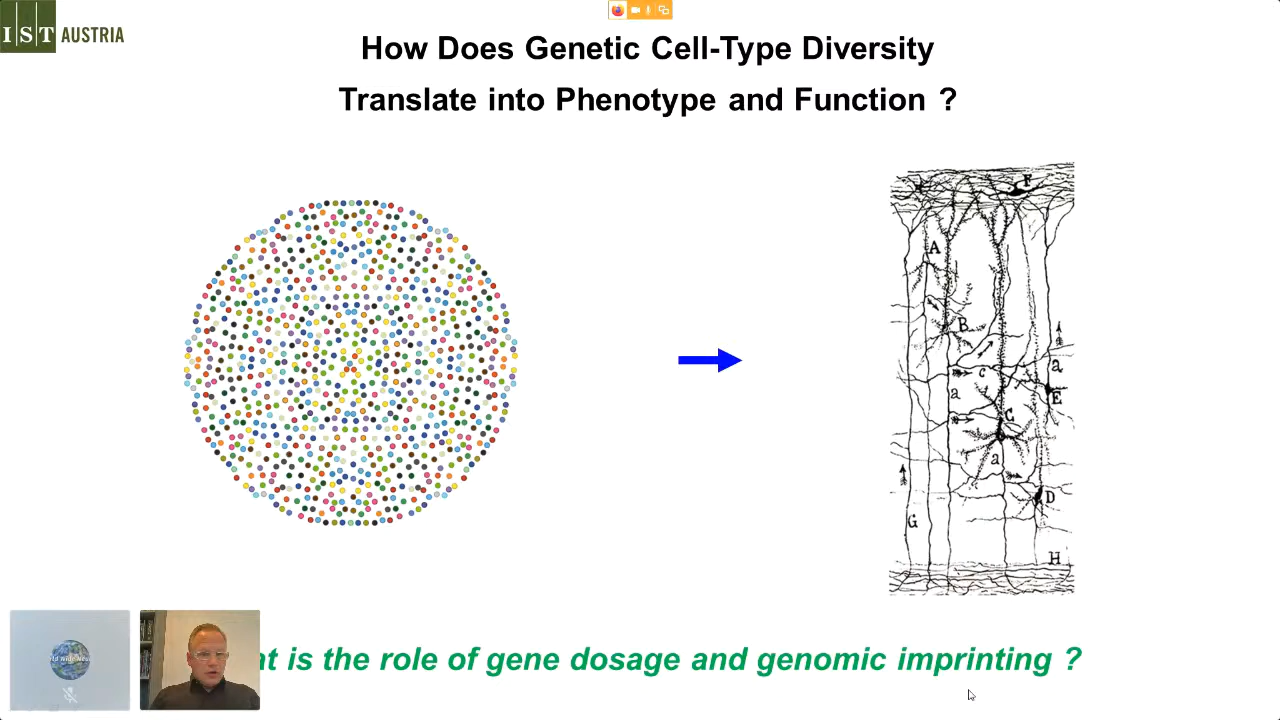 IST AUSTRIA
How Does Genetic Cell-Type Diversity
Translate into Phenotype and Function ?
F
A
B
c
a
a
E
C
a
D
G
H
at is the role of gene dosage and genomic imprinting ?